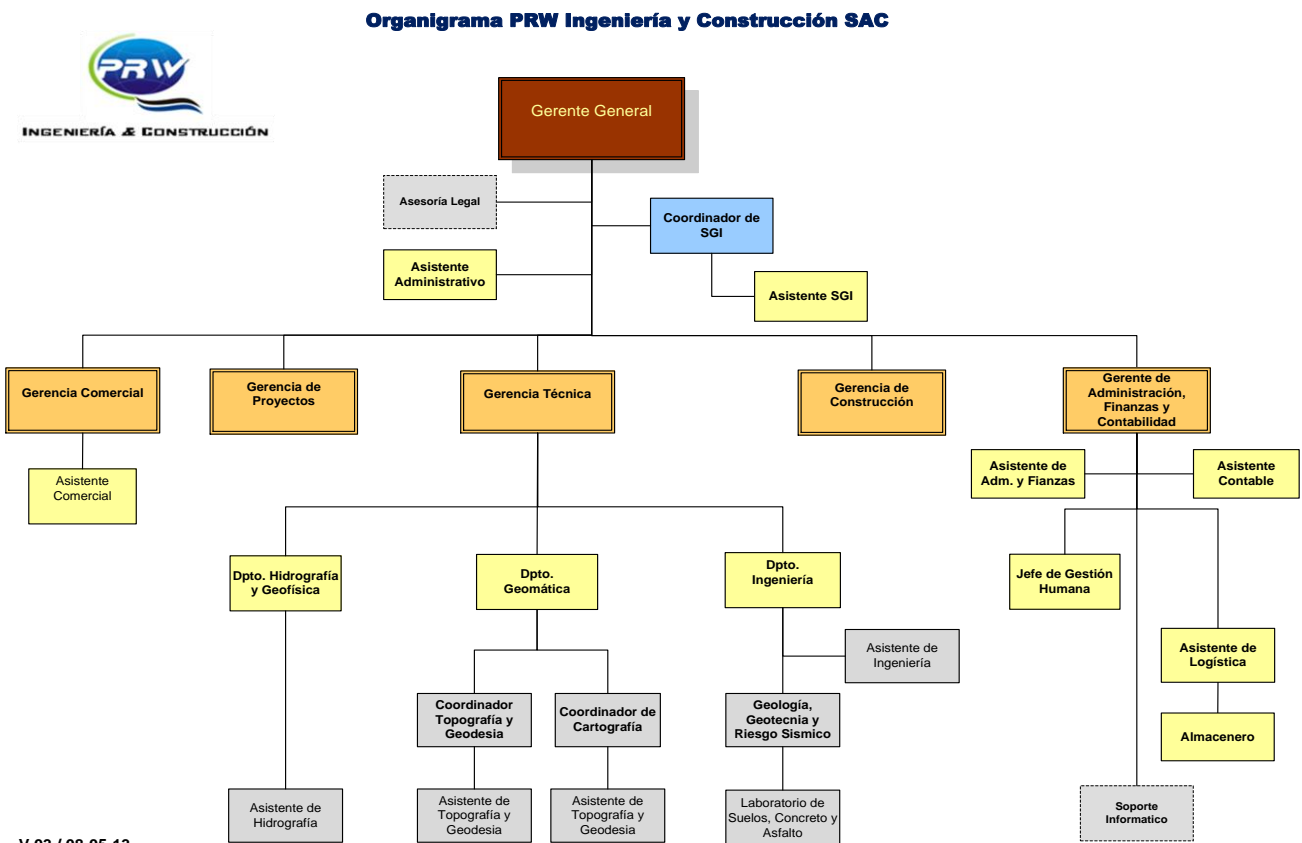 Organigrama PRW Ingeniería y Construcción SAC
PRW
INGENIERÍA & CONSTRUCCIÓN
Gerente General
Asesoría Legal
Coordinador de
SGI
Asistente
Administrativo
Asistente SGI
Gerencia Comercial
Gerencia de
Proyectos
Gerencia Técnica
Gerencia de
Construcción
Gerente de
Administración,
Finanzas y
Contabilidad
Asistente
Comercial
Asistente de
Adm. y Fianzas
Asistente
Contable
Dpto. Hidrografía
y Geofísica
Dpto.
Geomática
Dpto.
Ingeniería
Jefe de Gestión
Humana
Asistente de
Ingeniería
Asistente de
Logística
Coordinador
Topografía y
Geodesia
Coordinador de
Cartografía
Geología,
Geotecnia y
Riesgo Sismico
Almacenero
Asistente de
Hidrografía
Asistente de
Topografía y
Geodesia
Asistente de
Topografía y
Geodesia
Laboratorio de
Suelos, Concreto y
Asfalto
Soporte
Informatico